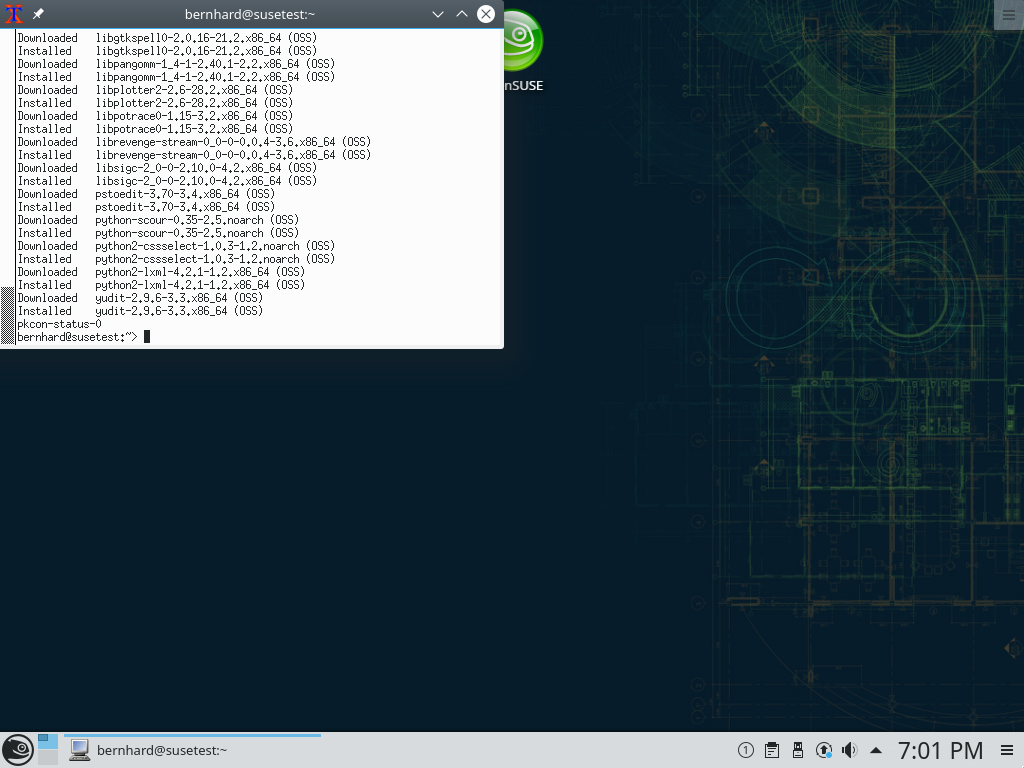 bernhard@susetest:~
Downloaded libgtkspell0-2.0.16-21.2.x86_64 (OSS)
Installed libgtkspell0-2.0.16-21.2.x86_64 (OSS)
Downloaded libpangomm-1_4-1-2.40.1-2.2.x86_64 (OSS)
Installed libpangomm-1_4-1-2.40.1-2.2.x86_64 (OSS)
Downloaded libplotter2-2.6-28.2.x86_64 (OSS)
Installed libplotter2-2.6-28.2.x86_64 (OSS)
Downloaded libpotrace0-1.15-3.2.x86_64 (OSS)
Installed libpotrace0-1.15-3.2.x86_64 (OSS)
Downloaded librevenge-stream-0_0-0-0.0.4-3.6.x86_64 (OSS)
Installed librevenge-stream-0_0-0-0.0.4-3.6.x86_64 (OSS)
Downloaded libsigc-2_0-0-2.10.0-4.2.x86_64 (OSS)
Installed libsigc-2_0-0-2.10.0-4.2.x86_64 (OSS)
Downloaded pstoedit-3.70-3.4.x86_64 (OSS)
Installed pstoedit-3.70-3.4.x86_64 (OSS)
Downloaded python-scour-0.35-2.5.noarch (OSS)
Installed python-scour-0.35-2.5.noarch (OSS)
Downloaded python2-cssselect-1.0.3-1.2.noarch (OSS)
Installed python2-cssselect-1.0.3-1.2.noarch (OSS)
Downloaded python2-lxml-4.2.1-1.2.x86_64 (OSS)
Installed python2-lxml-4.2.1-1.2.x86_64 (OSS)
Downloaded yudit-2.9.6-3.3.x86_64 (OSS)
Installed yudit-2.9.6-3.3.x86_64 (OSS)
pkcon-status-0
bernhard@susetest:~>
nSUSE
bernhard@susetest:~
1
7:01 PM